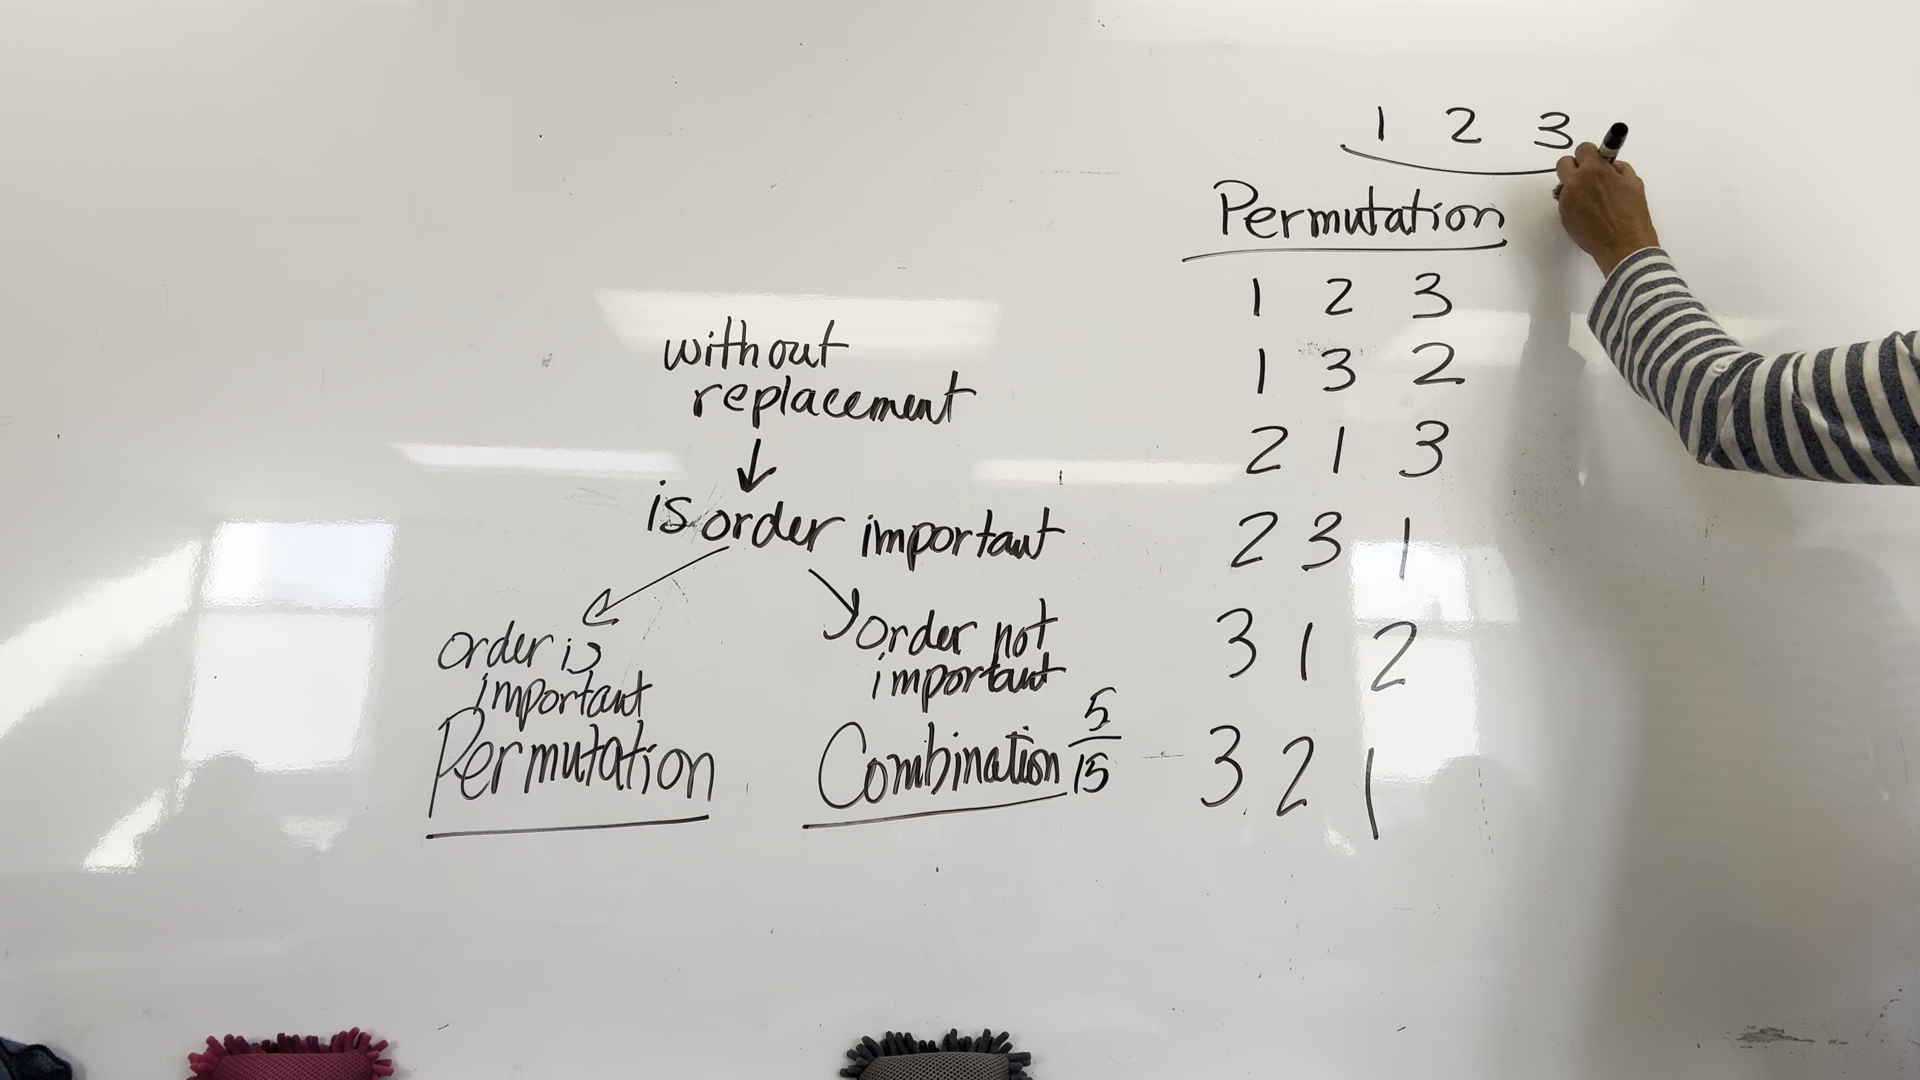 without
replacement
is order important
order is
important
Permutation
Order not
important
Combination
5
15
1 2 3
Permutation
1 2 3
1 3 2
2 1 3
2 3 1
3 1 2
3 2 1